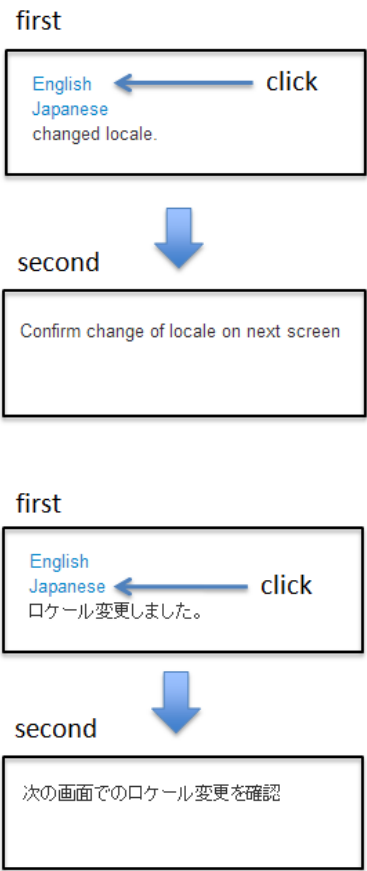 first
English
click
Japanese
changed locale.
second
Confirm change of locale on next screen
first
English
Japanese
click
ロケール変更しました。
second
次の画面でのロケール変更を確認